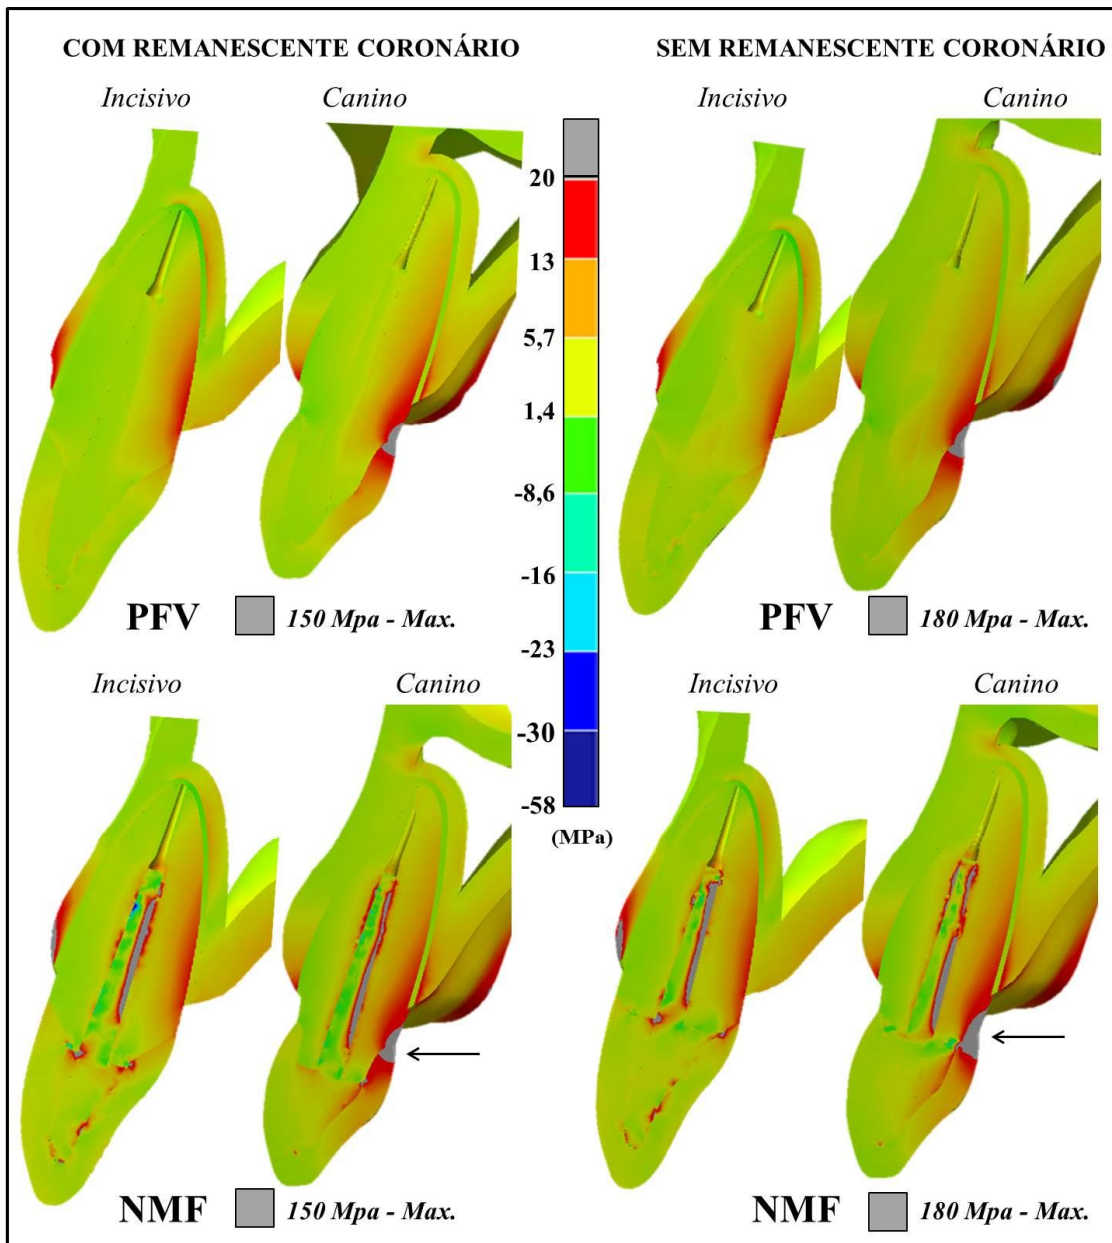 COM REMANESCENTE CORONÁRIO
SEM REMANESCENTE CORONÁRIO
Incisivo
Canino
Incisivo
Canino
20
13
5,7
1,4
-8,6
-16
-23
-30
-58
(MPa)
PFV
150 Mpa - Max.
PFV
180 Mpa - Max.
Incisivo
Canino
Incisivo
Canino
NMF
150 Mpa - Max.
NMF
180 Mpa - Max.